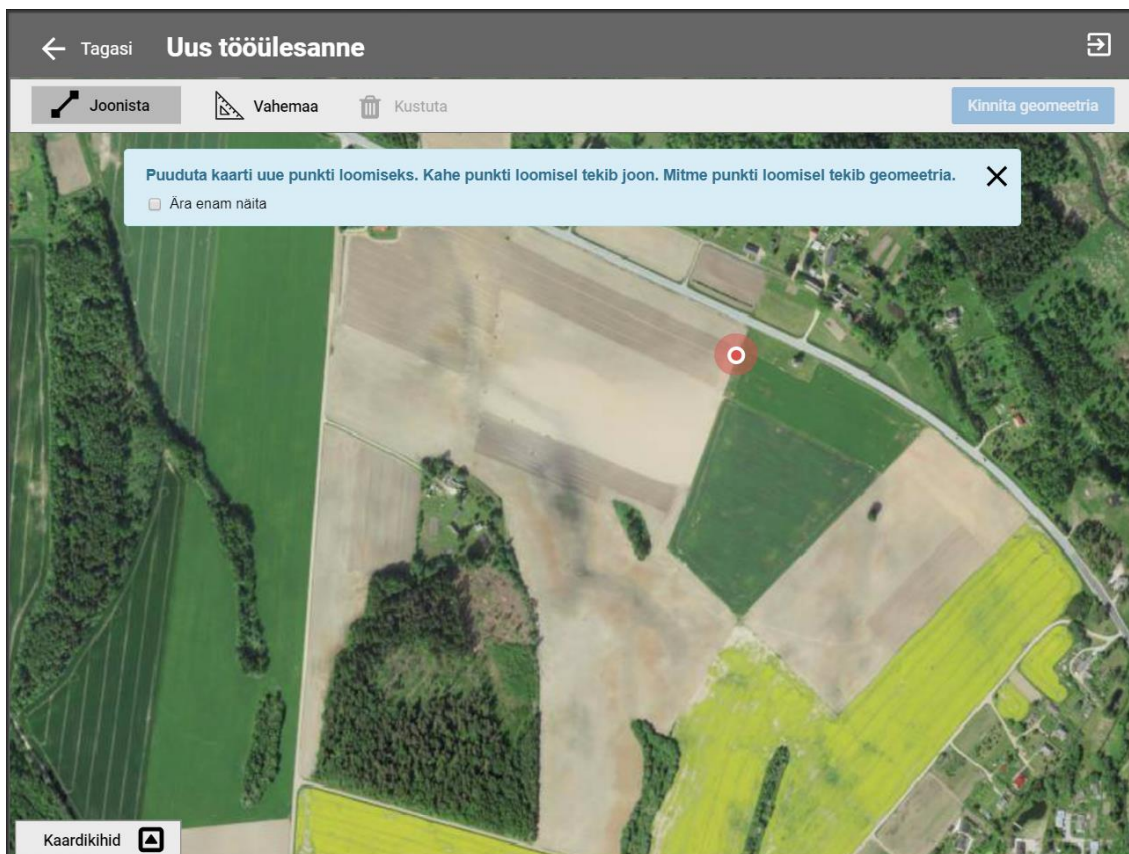 Tagasi Uus tööülesanne
Joonista Vahemaa Kustuta Kinnita geomeetria
Puuduta kaarti uue punkti loomiseks. Kahe punkti loomisel tekib joon. Mitme punkti loomisel tekib geomeetria.
Ära enam näita
Kaardikihid